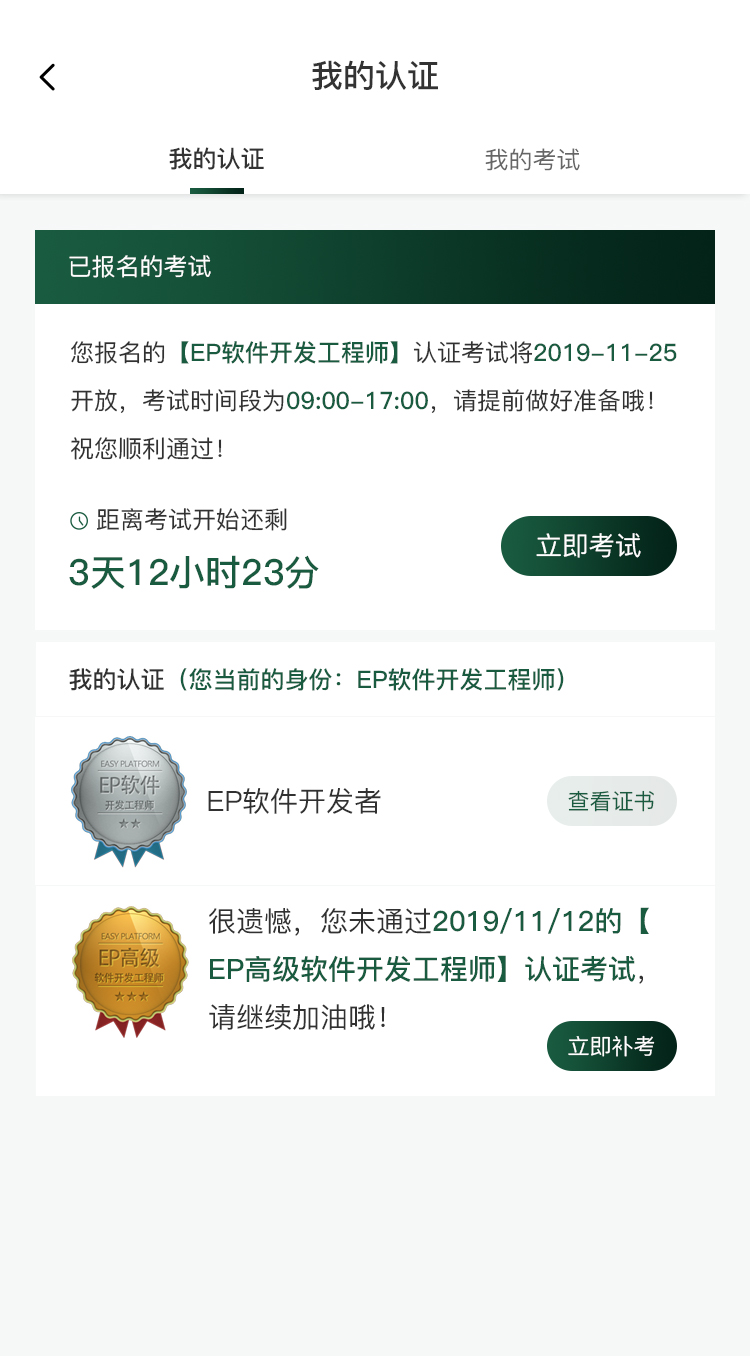 我的认证
我的认证
我的考试
已报名的考试
您报名的【EP软件开发工程师】认证考试将2019-11-25
开放，考试时间段为09:00-17:00，请提前做好准备哦！
祝您顺利通过！
距离考试开始还剩
3天12小时23分
立即考试
我的认证（您当前的身份：EP软件开发工程师）
EASY PLATFORM
EP软件
开发工程师
EP软件开发者
查看证书
EASY PLATFORM
EP高级
软件开发工程师
很遗憾，您未通过2019/11/12的【
EP高级软件开发工程师】认证考试，
请继续加油哦！
立即补考